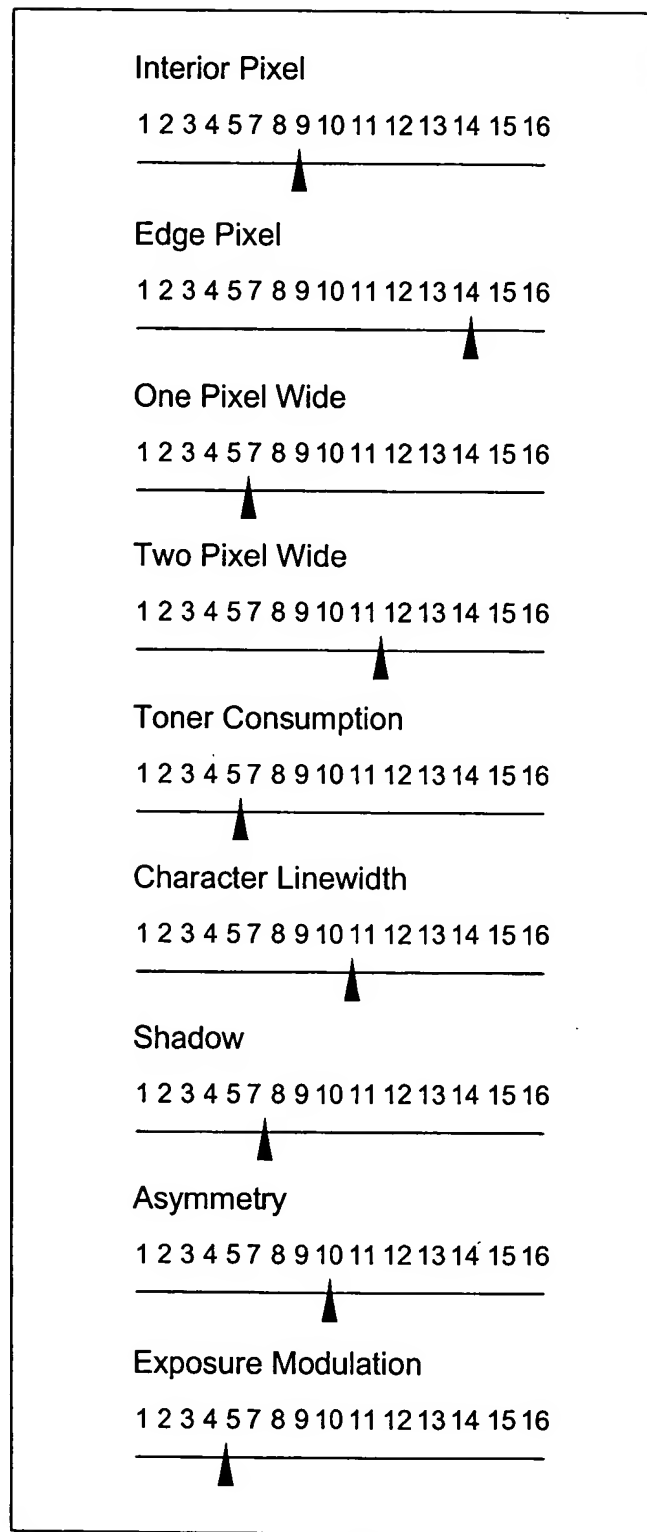 Interior Pixel
1 2 3 4 5 7 8 9 10 11 12 13 14 15 16
Edge Pixel
1 2 3 4 5 7 8 9 10 11 12 13 14 15 16
One Pixel Wide
1 2 3 4 5 7 8 9 10 11 12 13 14 15 16
Two Pixel Wide
1 2 3 4 5 7 8 9 10 11 12 13 14 15 16
Toner Consumption
1 2 3 4 5 7 8 9 10 11 12 13 14 15 16
Character Linewidth
1 2 3 4 5 7 8 9 10 11 12 13 14 15 16
Shadow
1 2 3 4 5 7 8 9 10 11 12 13 14 15 16
Asymmetry
1 2 3 4 5 7 8 9 10 11 12 13 14 15 16
Exposure Modulation
1 2 3 4 5 7 8 9 10 11 12 13 14 15 16